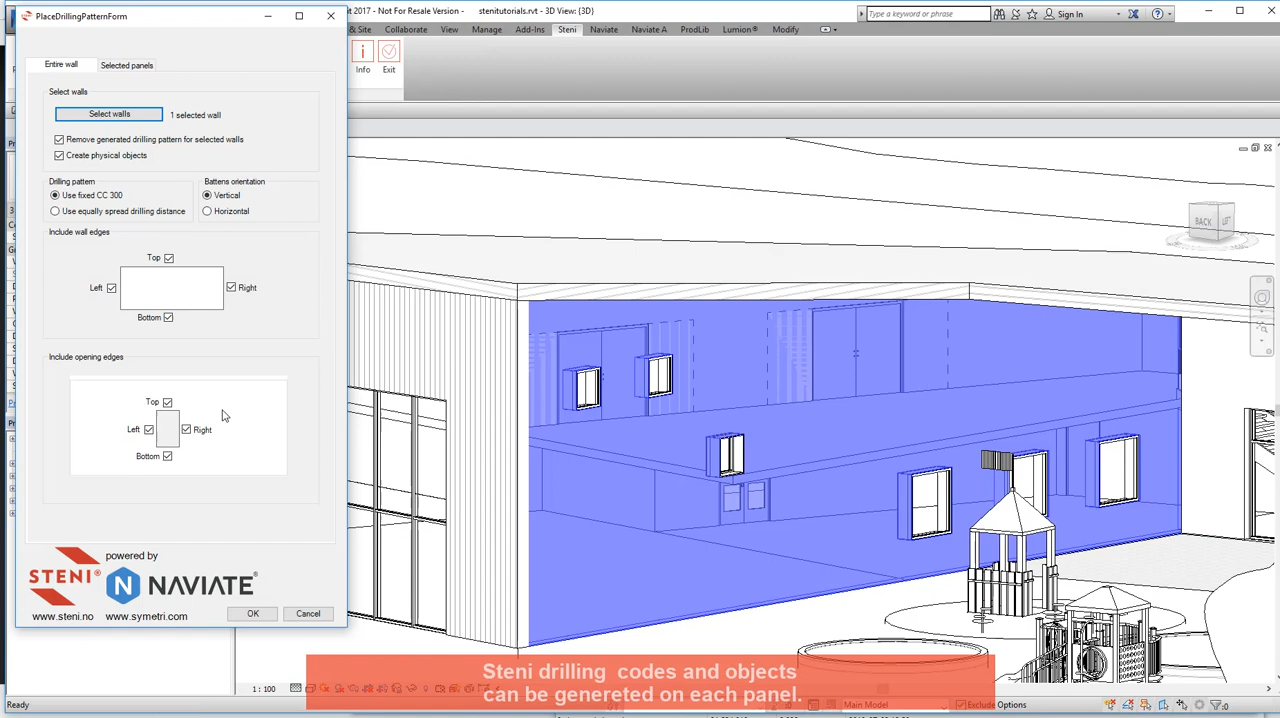 PlaceDrillingPatternForm
t 2017 - Not For Resale Version - stenitutorials.rvt - 3D View: {3D}
Type a keyword or phrase
Sign In
& Site Collaborate View Manage Add-Ins Steni Naviate Naviate A ProdLib Lumion® Modify
Info Exit
Entire wall Selected panels
Select walls
Select walls 1 selected wall
Remove generated drilling pattern for selected walls
Create physical objects
Drilling pattern Battens orientation
Use fixed CC 300 Vertical
Use equally spread drilling distance Horizontal
Include wall edges
Top
Left Right
Bottom
Include opening edges
Top
Left Right
Bottom
BACK
powered by
STENI® N NAVIATE®
www.steni.no www.symetri.com
OK Cancel
Steni drilling codes and objects
can be genereted on each panel.
1 : 100
Ready
Main Model
Exclude Options
:0